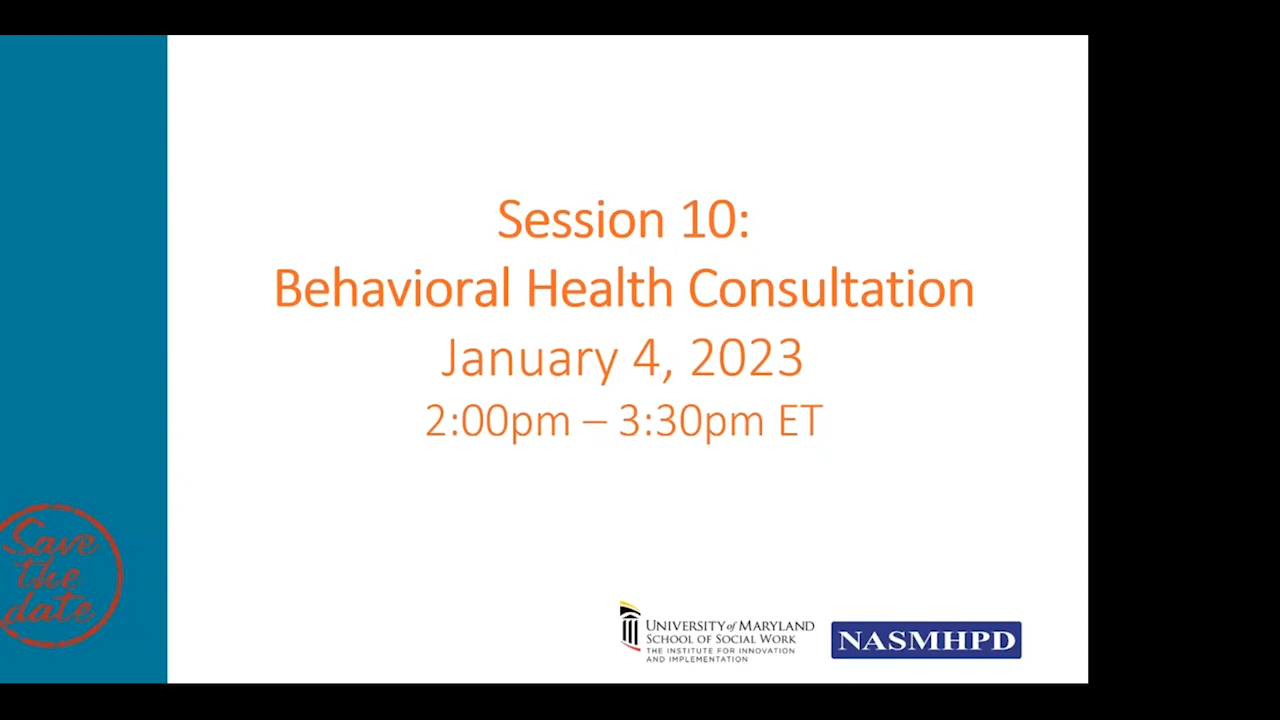 Session 10:
Behavioral Health Consultation
January 4, 2023
2:00pm – 3:30pm ET
Save
the
date
UNIVERSITY of MARYLAND
SCHOOL OF SOCIAL WORK
THE INSTITUTE FOR INNOVATION
AND IMPLEMENTATION
NASMHPD